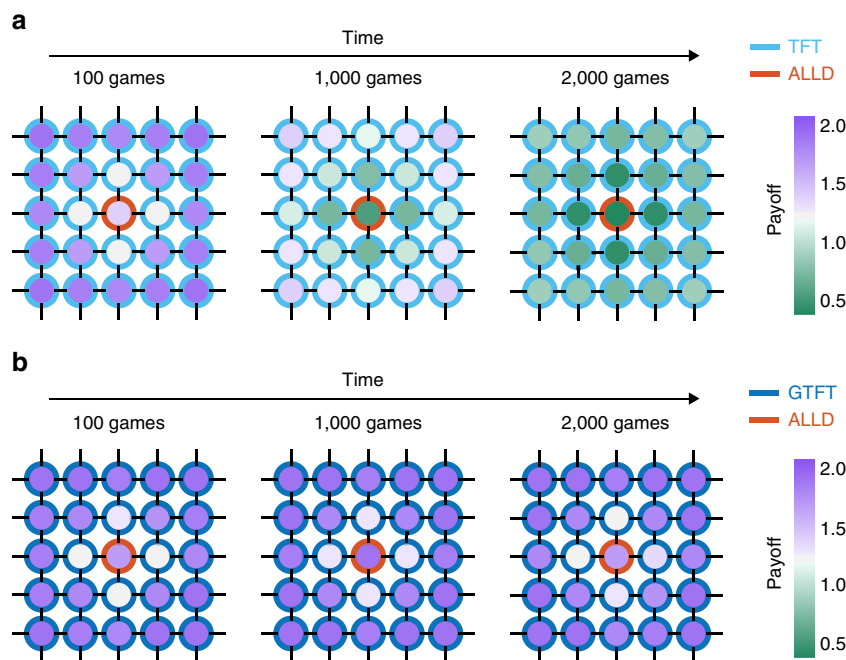 a
Time
100 games
1,000 games
2,000 games
TFT
ALLD
Payoff
2.0
1.5
1.0
0.5
b
Time
100 games
1,000 games
2,000 games
GTFT
ALLD
Payoff
2.0
1.5
1.0
0.5